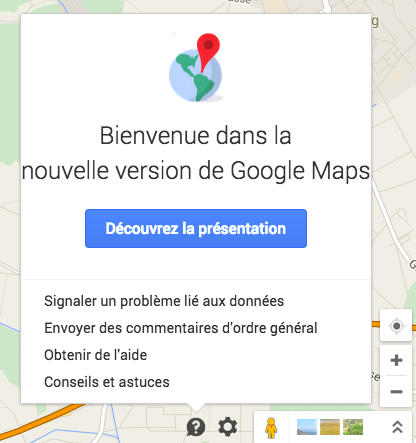 Bienvenue dans la
nouvelle version de Google Maps
Découvrez la présentation
Signaler un problème lié aux données
Envoyer des commentaires d'ordre général
Obtenir de l'aide
Conseils et astuces